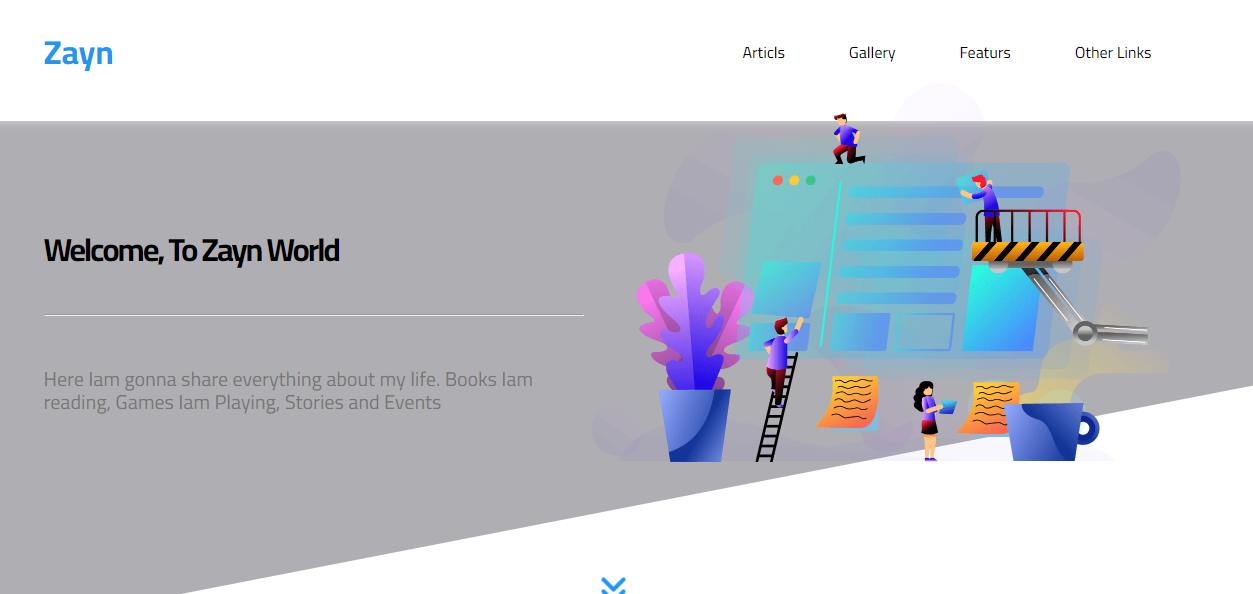 Zayn
Articls
Gallery
Featurs
Other Links
Welcome, To Zayn World
Here Iam gonna share everything about my life. Books Iam
reading, Games Iam Playing, Stories and Events